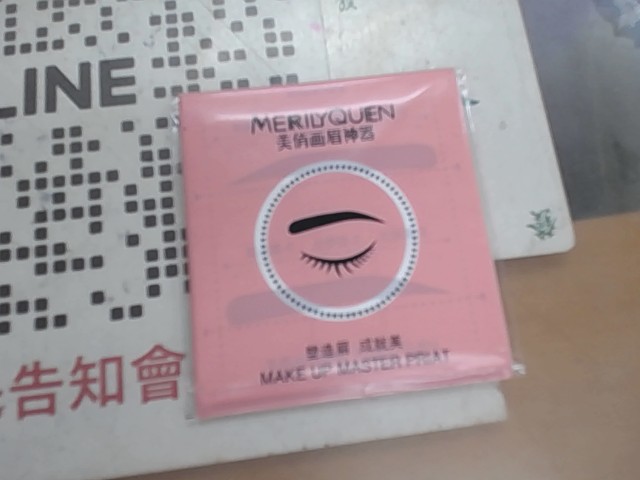 LINE
MERILYQUEN
美俏画眉神器
塑造眉 成就美
MAKE UP MASTER PRIAT
告知會